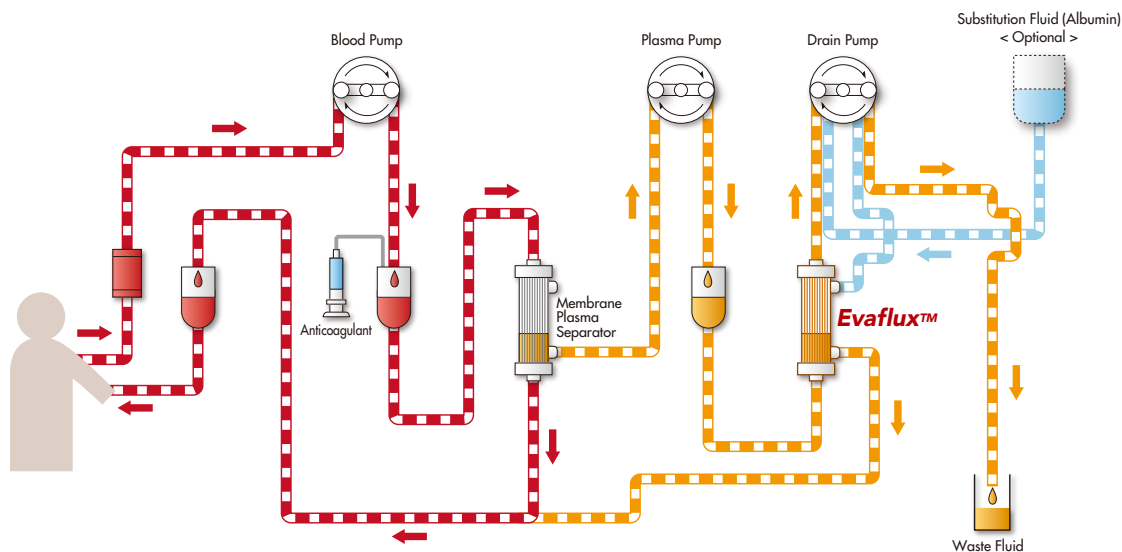 Substitution Fluid (Albumin)
< Optional >
Blood Pump
Plasma Pump
Drain Pump
Membrane
Plasma
Separator
Evaflux™
Anticoagulant
Waste Fluid